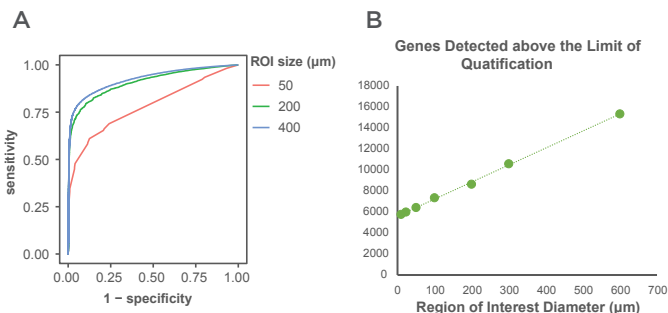 A
ROI size (µm)
50
200
400
1.00
0.75
0.50
0.25
0.00
sensitivity
0.00 0.25 0.50 0.75 1.00
1 − specificity
B
Genes Detected above the Limit of
Quatification
18000
16000
14000
12000
10000
8000
6000
4000
2000
0
0 100 200 300 400 500 600 700
Region of Interest Diameter (µm)